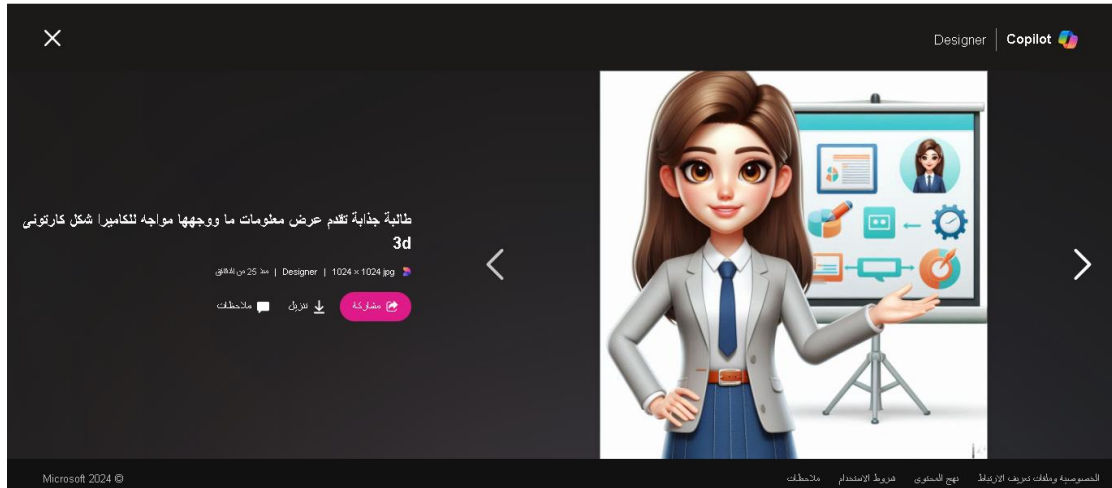 Designer | Copilot
طالبة جذابة تقدم عرض معلومات ما ووجهها مواجه للكاميرا شكل كارتونى
3d
منذ 25 من الدقائق | Designer | 1024 × 1024 jpg
مشاركة
تنزيل
ملاحظات
Microsoft 2024 ©
الخصوصية وملفات تعريف الارتباط
نهج المحتوى
شروط الاستخدام
ملاحظات